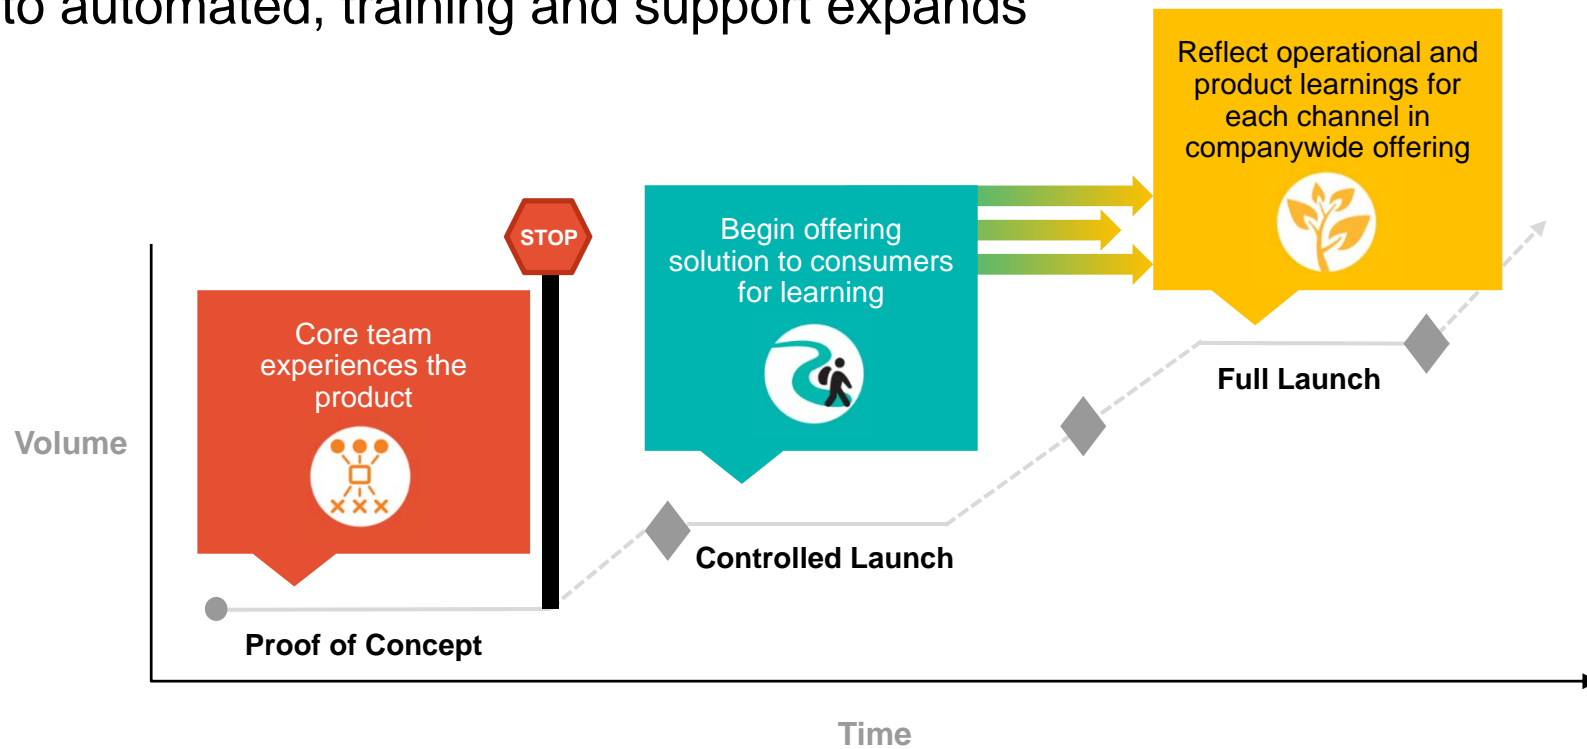 to automated, training and support expands
Reflect operational and
product learnings for
each channel in
companywide offering
STOP
Begin offering
solution to consumers
for learning
Core team
experiences the
product
Full Launch
Volume
Controlled Launch
Proof of Concept
Time